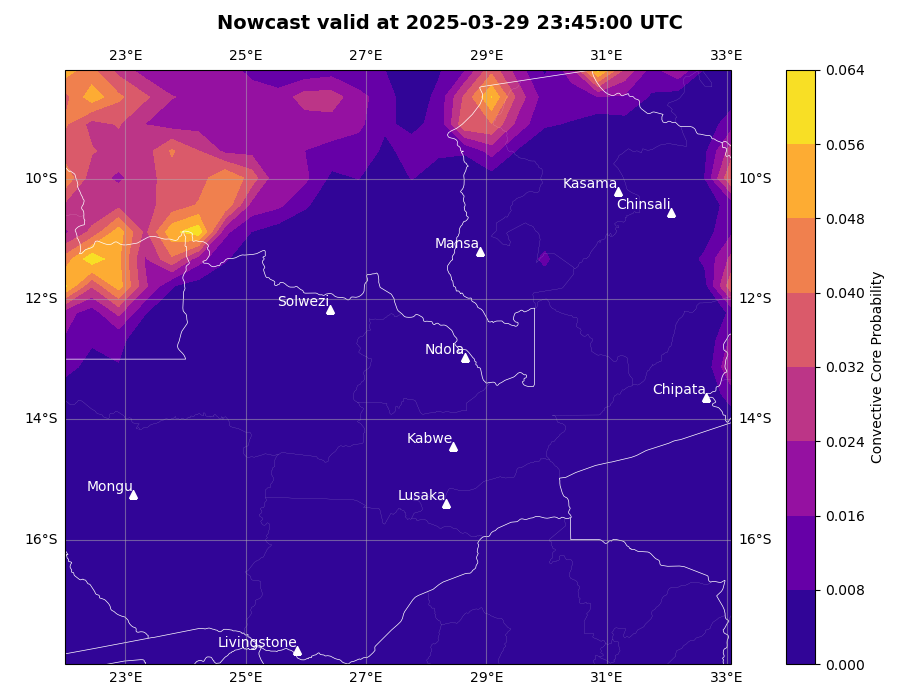 Nowcast valid at 2025-03-29 23:45:00 UTC
23°E 25°E 27°E 29°E 31°E 33°E
0.064
0.056
10°S 10°S
Kasama
Chinsali
0.048
Mansa
0.040
12°S 12°S
Solwezi
Ndola
0.032
Chipata
14°S 14°S
0.024
Kabwe
Mongu
Lusaka
0.016
16°S 16°S
0.008
Livingstone
0.000
23°E 25°E 27°E 29°E 31°E 33°E
Convective Core Probability